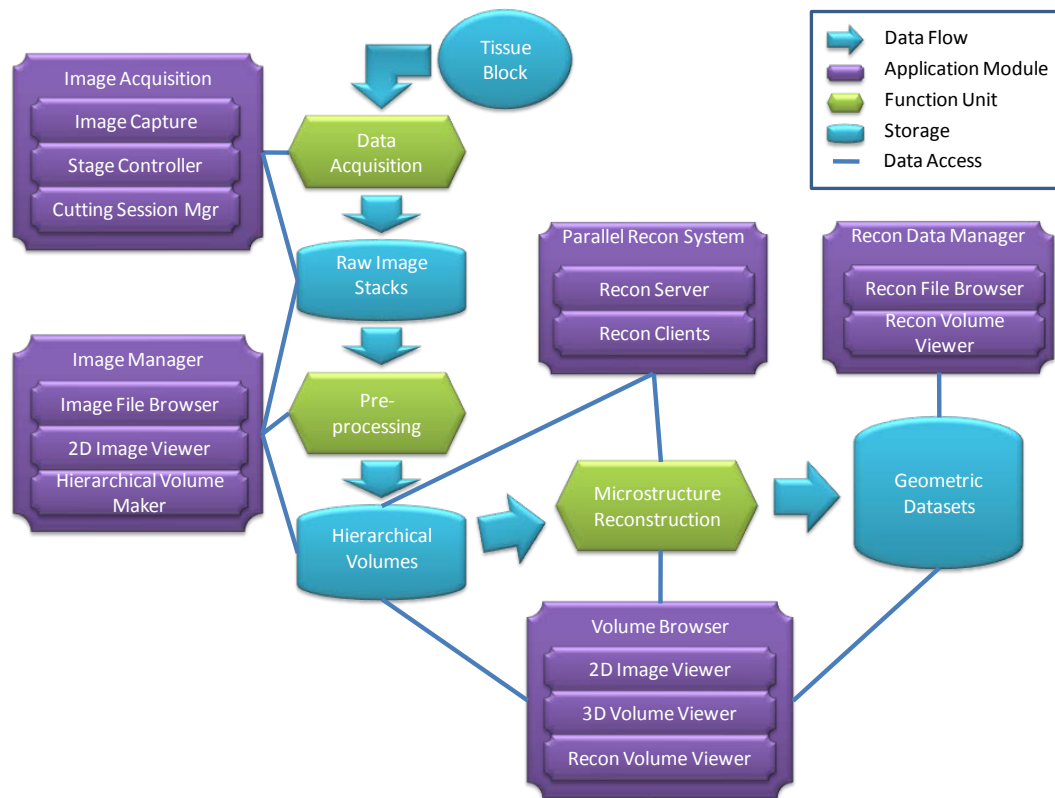 Tissue
Block
Data Flow
Application Module
Function Unit
Storage
Data Access
Image Acquisition
Image Capture
Stage Controller
Cutting Session Mgr
Data
Acquisition
Raw Image
Stacks
Parallel Recon System
Recon Server
Recon Clients
Recon Data Manager
Recon File Browser
Recon Volume
Viewer
Image Manager
Image File Browser
2D Image Viewer
Hierarchical Volume
Maker
Pre-
processing
Hierarchical
Volumes
Microstructure
Reconstruction
Geometric
Datasets
Volume Browser
2D Image Viewer
3D Volume Viewer
Recon Volume Viewer